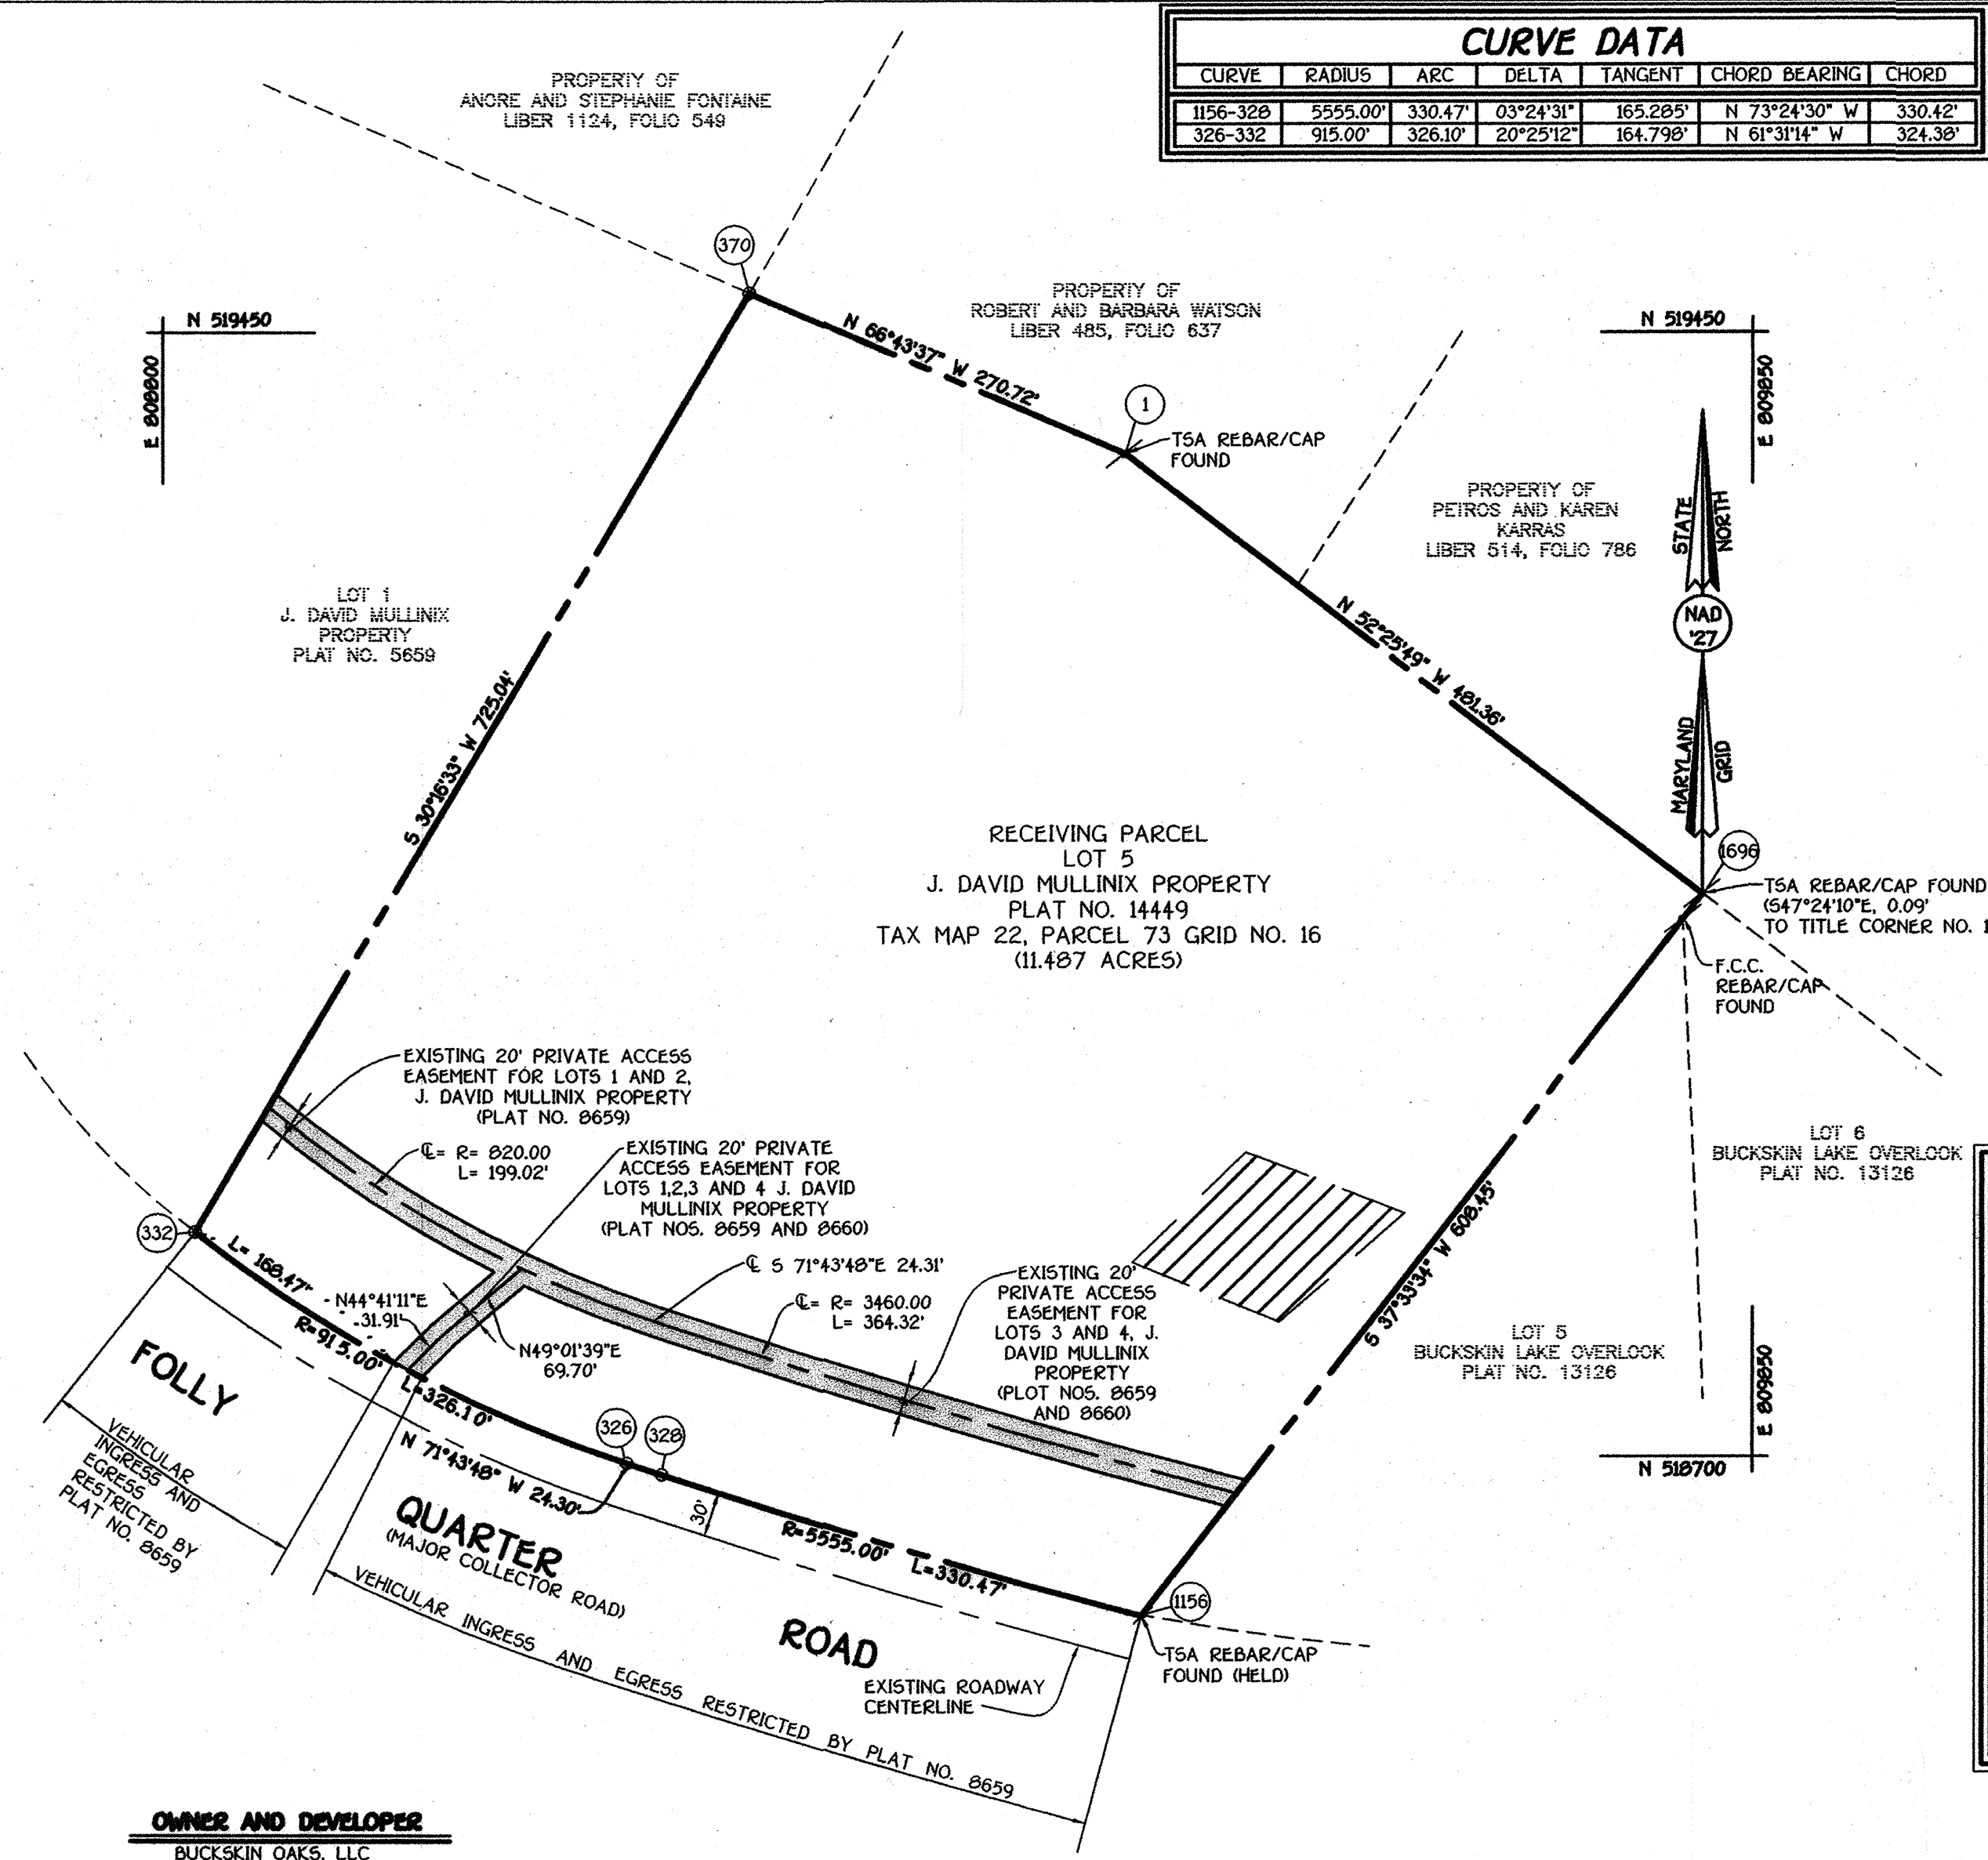 CURVE DATA
CURVE RADIUS ARC DELTA TANGENT CHORD BEARING CHORD
1156-328 5555.00' 330.47' 03°24'31" 165.285' N 73°24'30" W 330.42'
326-332 915.00' 326.10' 20°25'12" 164.798' N 61°31'14" W 324.38'
PROPERTY OF
ANDRE AND STEPHANIE FONTAINE
LIBER 1124, FOLIO 549
370
PROPERTY OF
ROBERT AND BARBARA WATSON
LIBER 485, FOLIO 637
N 519450
E 808800
N 519450
E 809850
N 66°43'37" W 270.72'
1
TSA REBAR/CAP
FOUND
PROPERTY OF
PETROS AND KAREN
KARRAS
LIBER 514, FOLIO 786
STATE
NORTH
NAD
'27
MARYLAND
GRID
LOT 1
J. DAVID MULLINIX
PROPERTY
PLAT NO. 5659
N 52°25'49" W 481.36'
S 30°16'33" W 725.04'
RECEIVING PARCEL
LOT 5
J. DAVID MULLINIX PROPERTY
PLAT NO. 14449
TAX MAP 22, PARCEL 73 GRID NO. 16
(11.487 ACRES)
1696
TSA REBAR/CAP FOUND
(S47°24'10"E, 0.09'
TO TITLE CORNER NO. 1
F.C.C.
REBAR/CAP
FOUND
EXISTING 20' PRIVATE ACCESS
EASEMENT FOR LOTS 1 AND 2,
J. DAVID MULLINIX PROPERTY
(PLAT NO. 8659)
℄= R= 820.00
L= 199.02'
EXISTING 20' PRIVATE
ACCESS EASEMENT FOR
LOTS 1,2,3 AND 4 J. DAVID
MULLINIX PROPERTY
(PLAT NOS. 8659 AND 8660)
LOT 6
BUCKSKIN LAKE OVERLOOK
PLAT NO. 13126
S 37°33'34" W 608.45'
332
L= 168.47'
N44°41'11"E
31.91'
R=915.00'
℄ S 71°43'48"E 24.31'
℄= R= 3460.00
L= 364.32'
EXISTING 20'
PRIVATE ACCESS
EASEMENT FOR
LOTS 3 AND 4, J.
DAVID MULLINIX
PROPERTY
(PLOT NOS. 8659
AND 8660)
N49°01'39"E
69.70'
L=326.10'
LOT 5
BUCKSKIN LAKE OVERLOOK
PLAT NO. 13126
E 809850
N 518700
FOLLY
326
328
N 71°43'48" W 24.30'
30'
R=5555.00'
L=330.47'
VEHICULAR
INGRESS AND
EGRESS
RESTRICTED BY
PLAT NO. 8659
QUARTER
(MAJOR COLLECTOR ROAD)
ROAD
1156
TSA REBAR/CAP
FOUND (HELD)
EXISTING ROADWAY
CENTERLINE
VEHICULAR INGRESS AND EGRESS RESTRICTED BY PLAT NO. 8659
OWNER AND DEVELOPER
BUCKSKIN OAKS, LLC